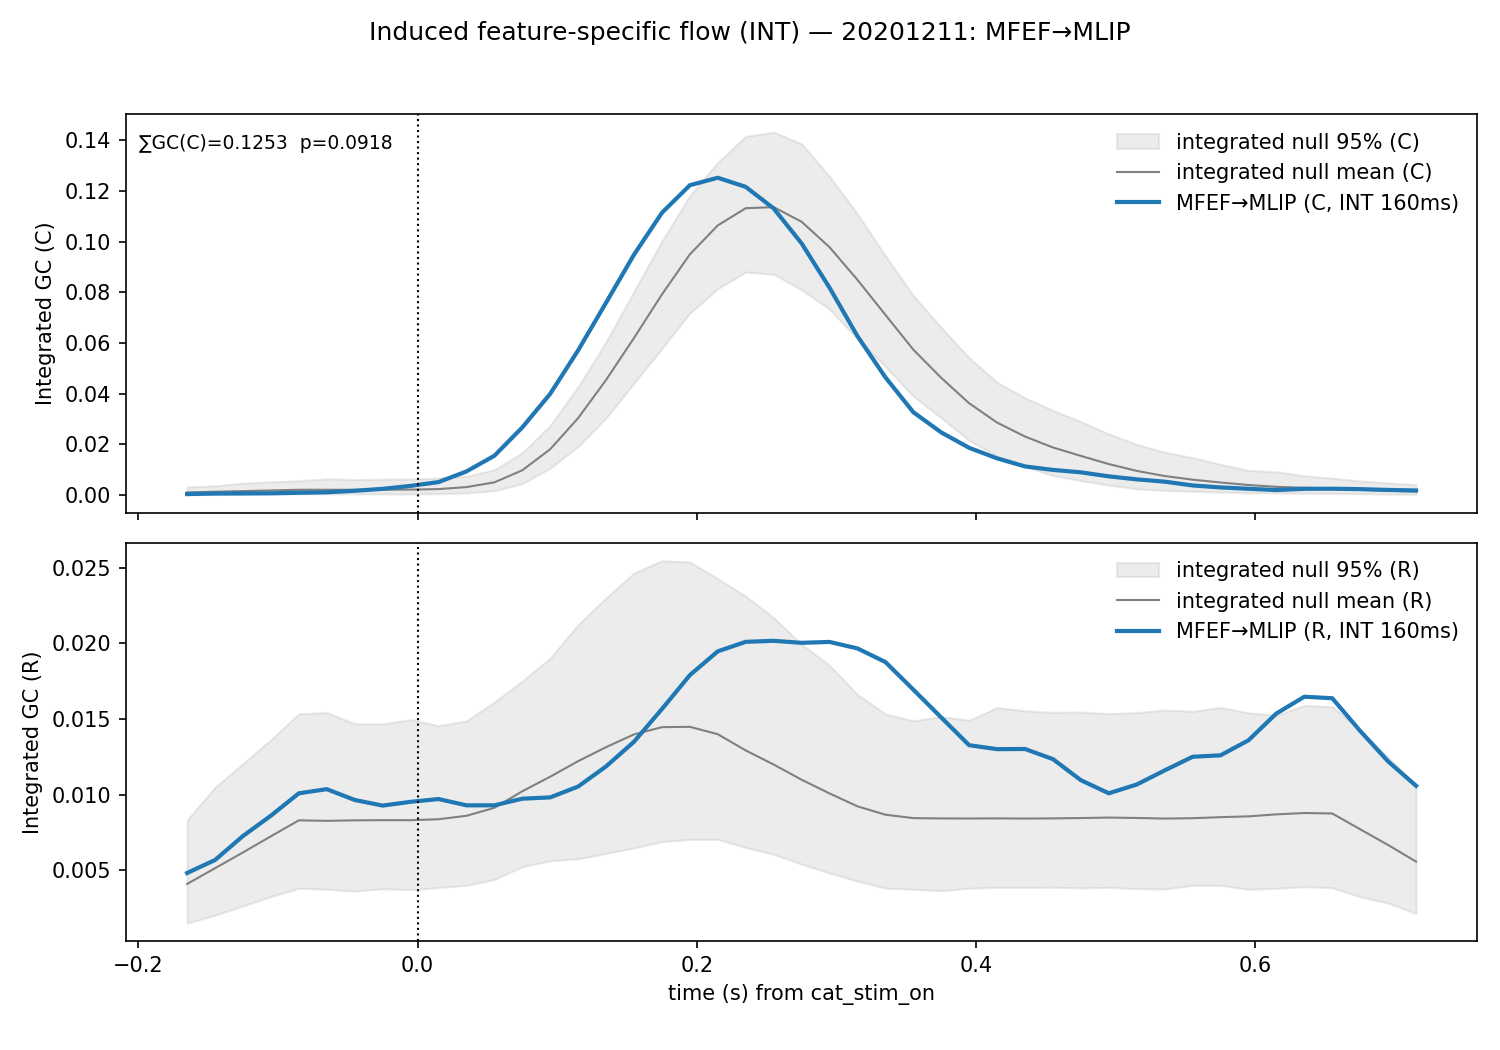 Induced feature-specific flow (INT) — 20201211: MFEF→MLIP
∑GC(C)=0.1253  p=0.0918
integrated null 95% (C)
integrated null mean (C)
MFEF→MLIP (C, INT 160ms)
Integrated GC (C)
0.14
0.12
0.10
0.08
0.06
0.04
0.02
0.00
integrated null 95% (R)
integrated null mean (R)
MFEF→MLIP (R, INT 160ms)
Integrated GC (R)
0.025
0.020
0.015
0.010
0.005
−0.2
0.0
0.2
0.4
0.6
time (s) from cat_stim_on